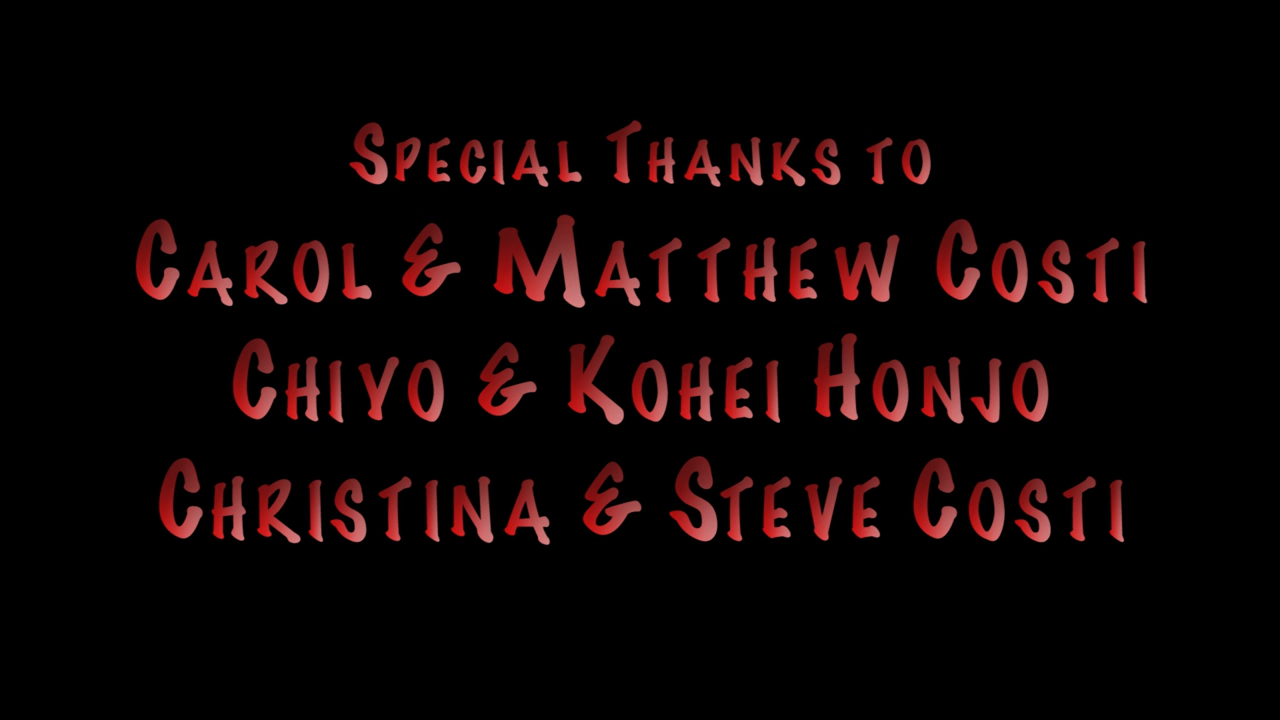 Special Thanks to
Carol & Matthew Costi
Chiyo & Kohei Honjo
Christina & Steve Costi